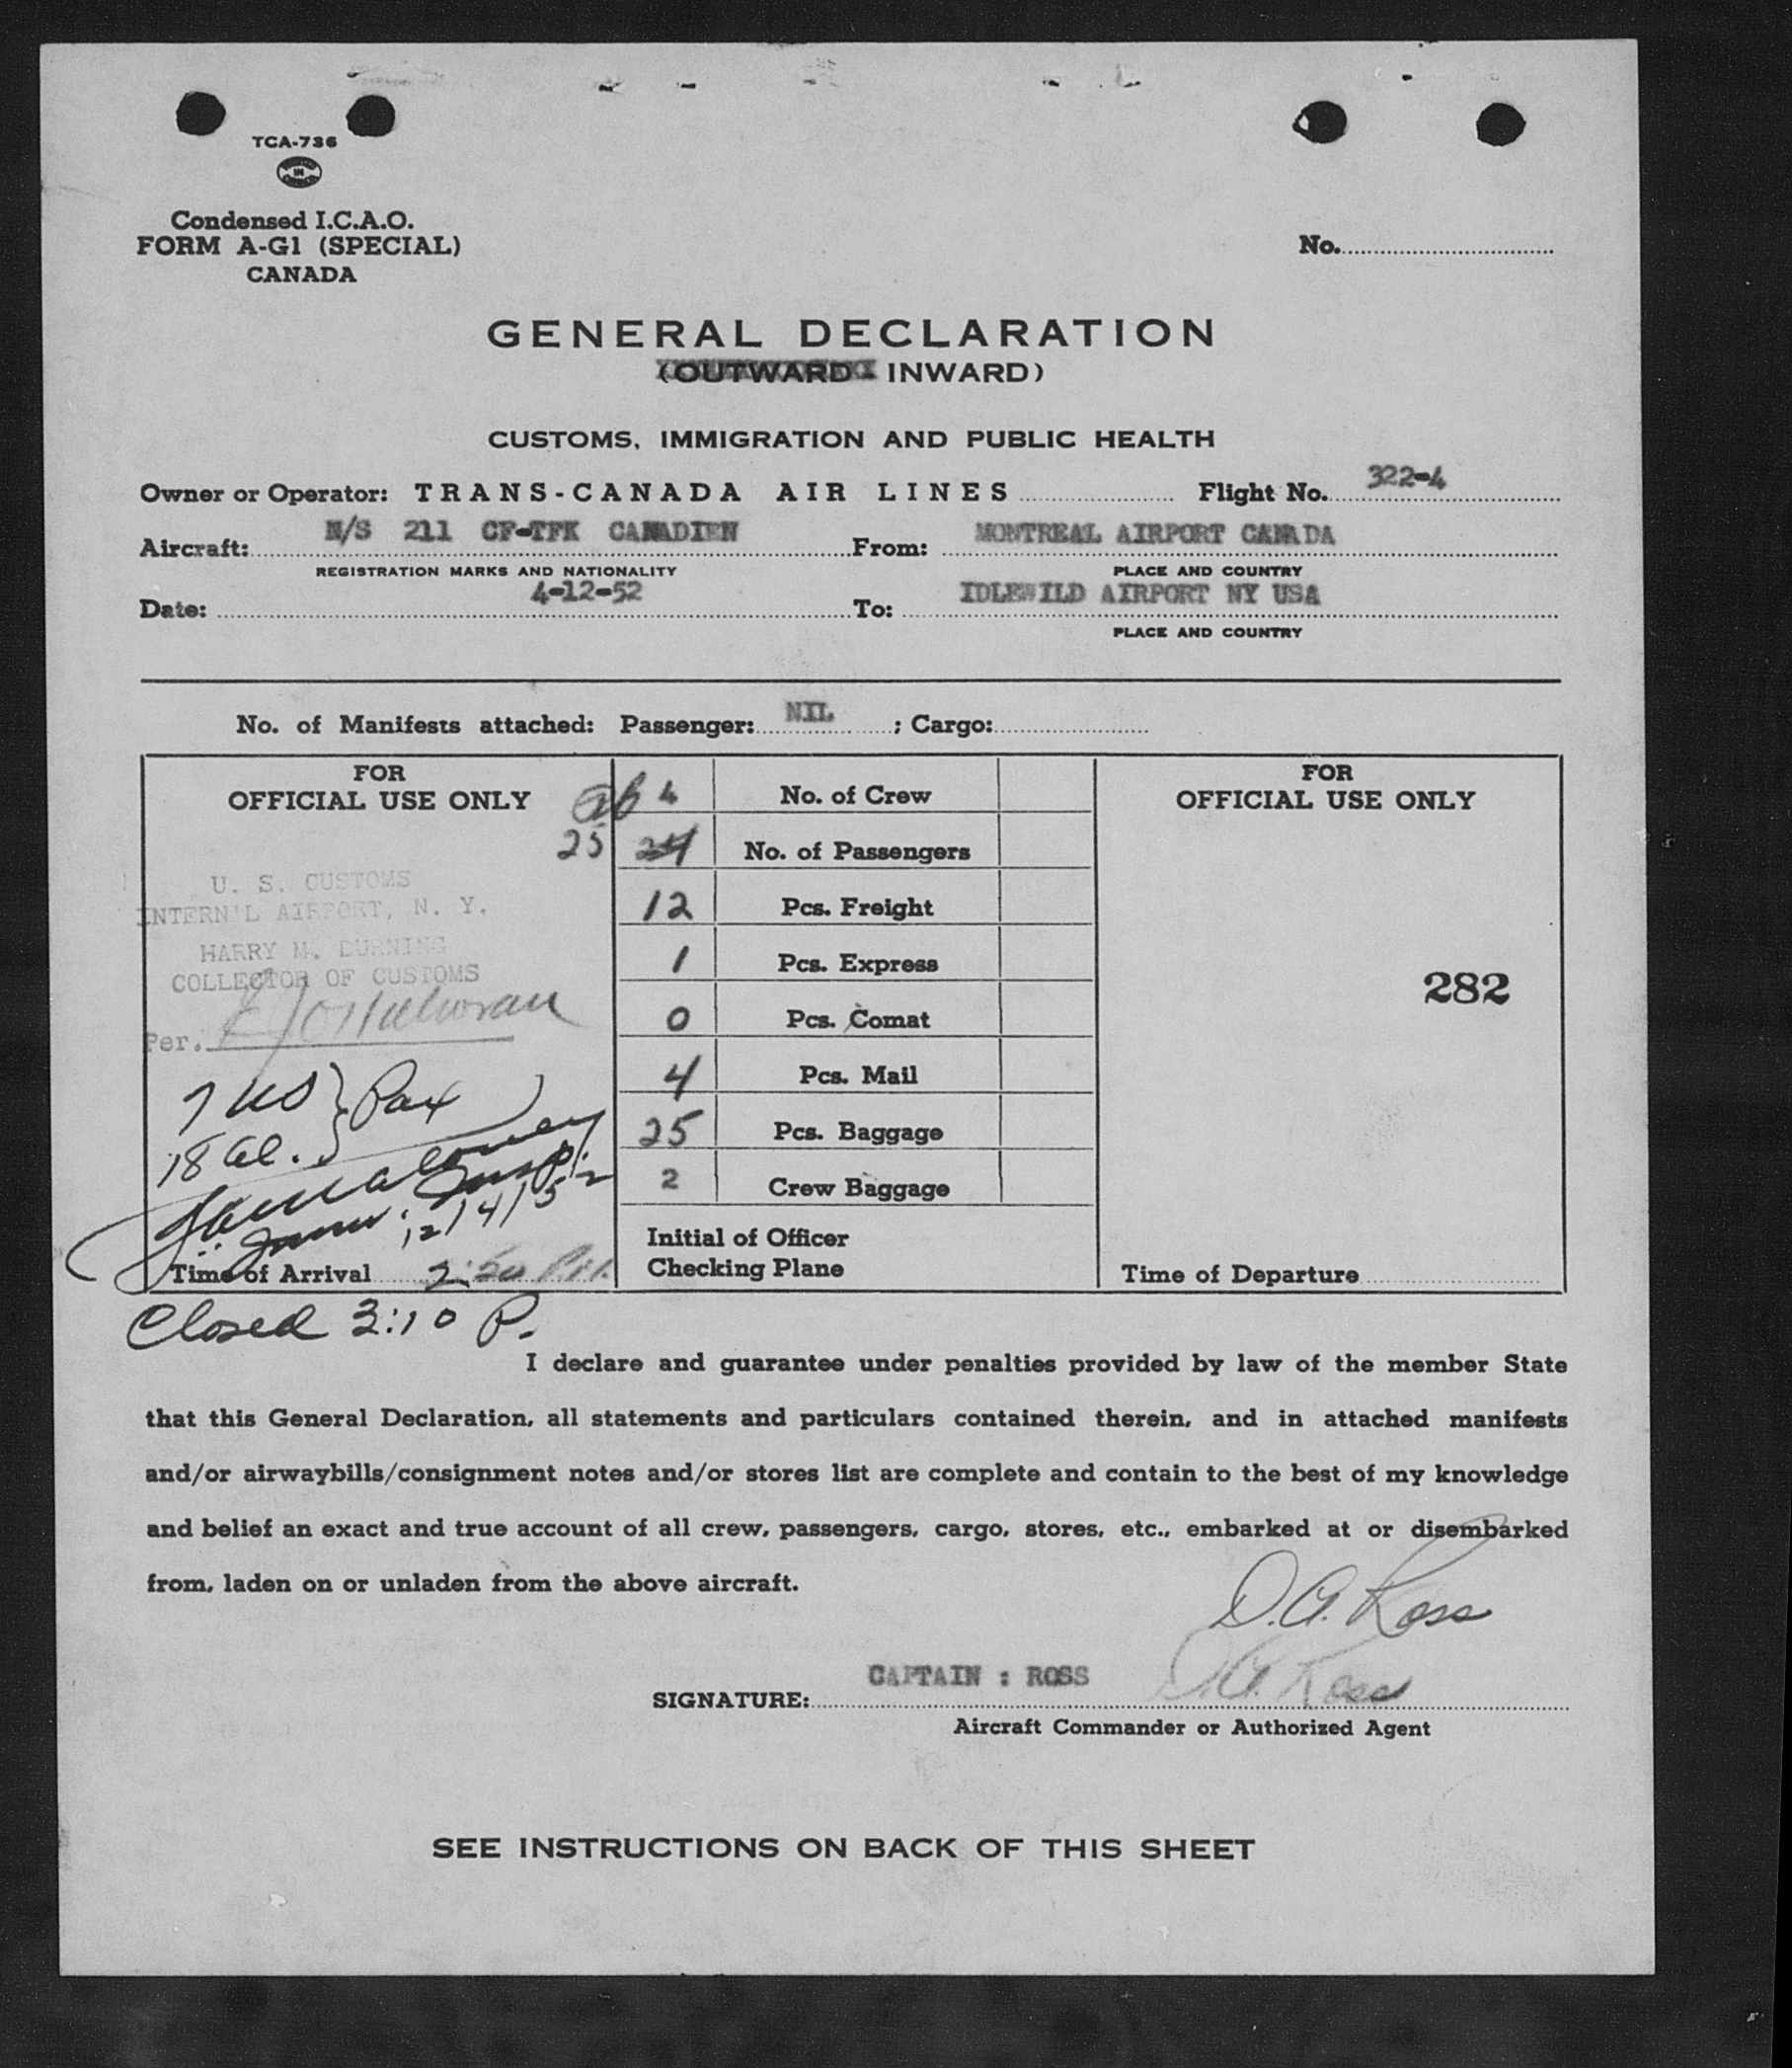 TCA-736
Condensed I.C.A.O.
FORM A-G1 (SPECIAL)
CANADA
No.
GENERAL DECLARATION
(OUTWARD - INWARD)
CUSTOMS, IMMIGRATION AND PUBLIC HEALTH
Owner or Operator: TRANS-CANADA AIR LINES Flight No. 322-4
Aircraft: N/S 211 CF-TFK CANADIEN From: MONTREAL AIRPORT CANADA
REGISTRATION MARKS AND NATIONALITY PLACE AND COUNTRY
Date: 4-12-52 To: IDLEWILD AIRPORT NY USA
PLACE AND COUNTRY
No. of Manifests attached: Passenger: NIL ; Cargo:
FOR
OFFICIAL USE ONLY
U. S. CUSTOMS
INTERN'L AIRPORT, N. Y.
HARRY M. DURNING
COLLECTOR OF CUSTOMS
Per.
7 US } Pax
18 al.
12/4/52
Time of Arrival 2:50 P.M.
Closed 3:10 P.
4 No. of Crew
25 24 No. of Passengers
12 Pcs. Freight
1 Pcs. Express
0 Pcs. Comat
4 Pcs. Mail
25 Pcs. Baggage
2 Crew Baggage
Initial of Officer
Checking Plane
FOR
OFFICIAL USE ONLY
282
Time of Departure
I declare and guarantee under penalties provided by law of the member State
that this General Declaration, all statements and particulars contained therein, and in attached manifests
and/or airwaybills/consignment notes and/or stores list are complete and contain to the best of my knowledge
and belief an exact and true account of all crew, passengers, cargo, stores, etc., embarked at or disembarked
from, laden on or unladen from the above aircraft.
D.A. Ross
SIGNATURE: CAPTAIN : ROSS D.A. Ross
Aircraft Commander or Authorized Agent
SEE INSTRUCTIONS ON BACK OF THIS SHEET